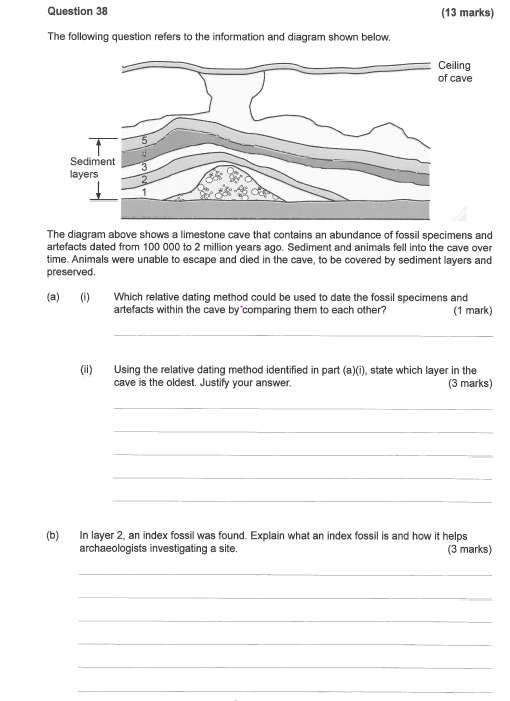 Question 38 (13 marks)
The following question refers to the information and diagram shown below.
Ceiling
of cave
5
4
3
2
1
Sediment
layers
The diagram above shows a limestone cave that contains an abundance of fossil specimens and
artefacts dated from 100 000 to 2 million years ago. Sediment and animals fell into the cave over
time. Animals were unable to escape and died in the cave, to be covered by sediment layers and
preserved.
(a) (i) Which relative dating method could be used to date the fossil specimens and
artefacts within the cave by comparing them to each other? (1 mark)
(ii) Using the relative dating method identified in part (a)(i), state which layer in the
cave is the oldest. Justify your answer. (3 marks)
(b) In layer 2, an index fossil was found. Explain what an index fossil is and how it helps
archaeologists investigating a site. (3 marks)